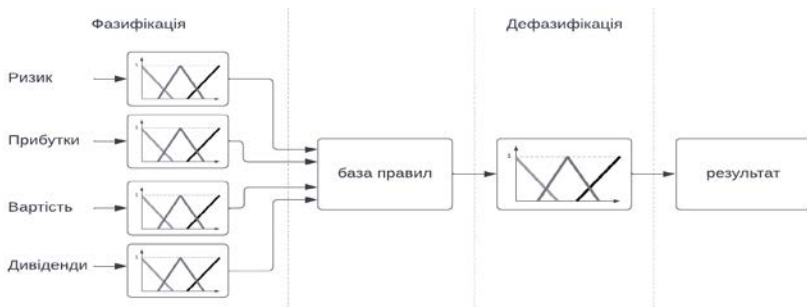 Фазифікація
Дефазифікація
Ризик
Прибутки
Вартість
Дивіденди
база правил
результат